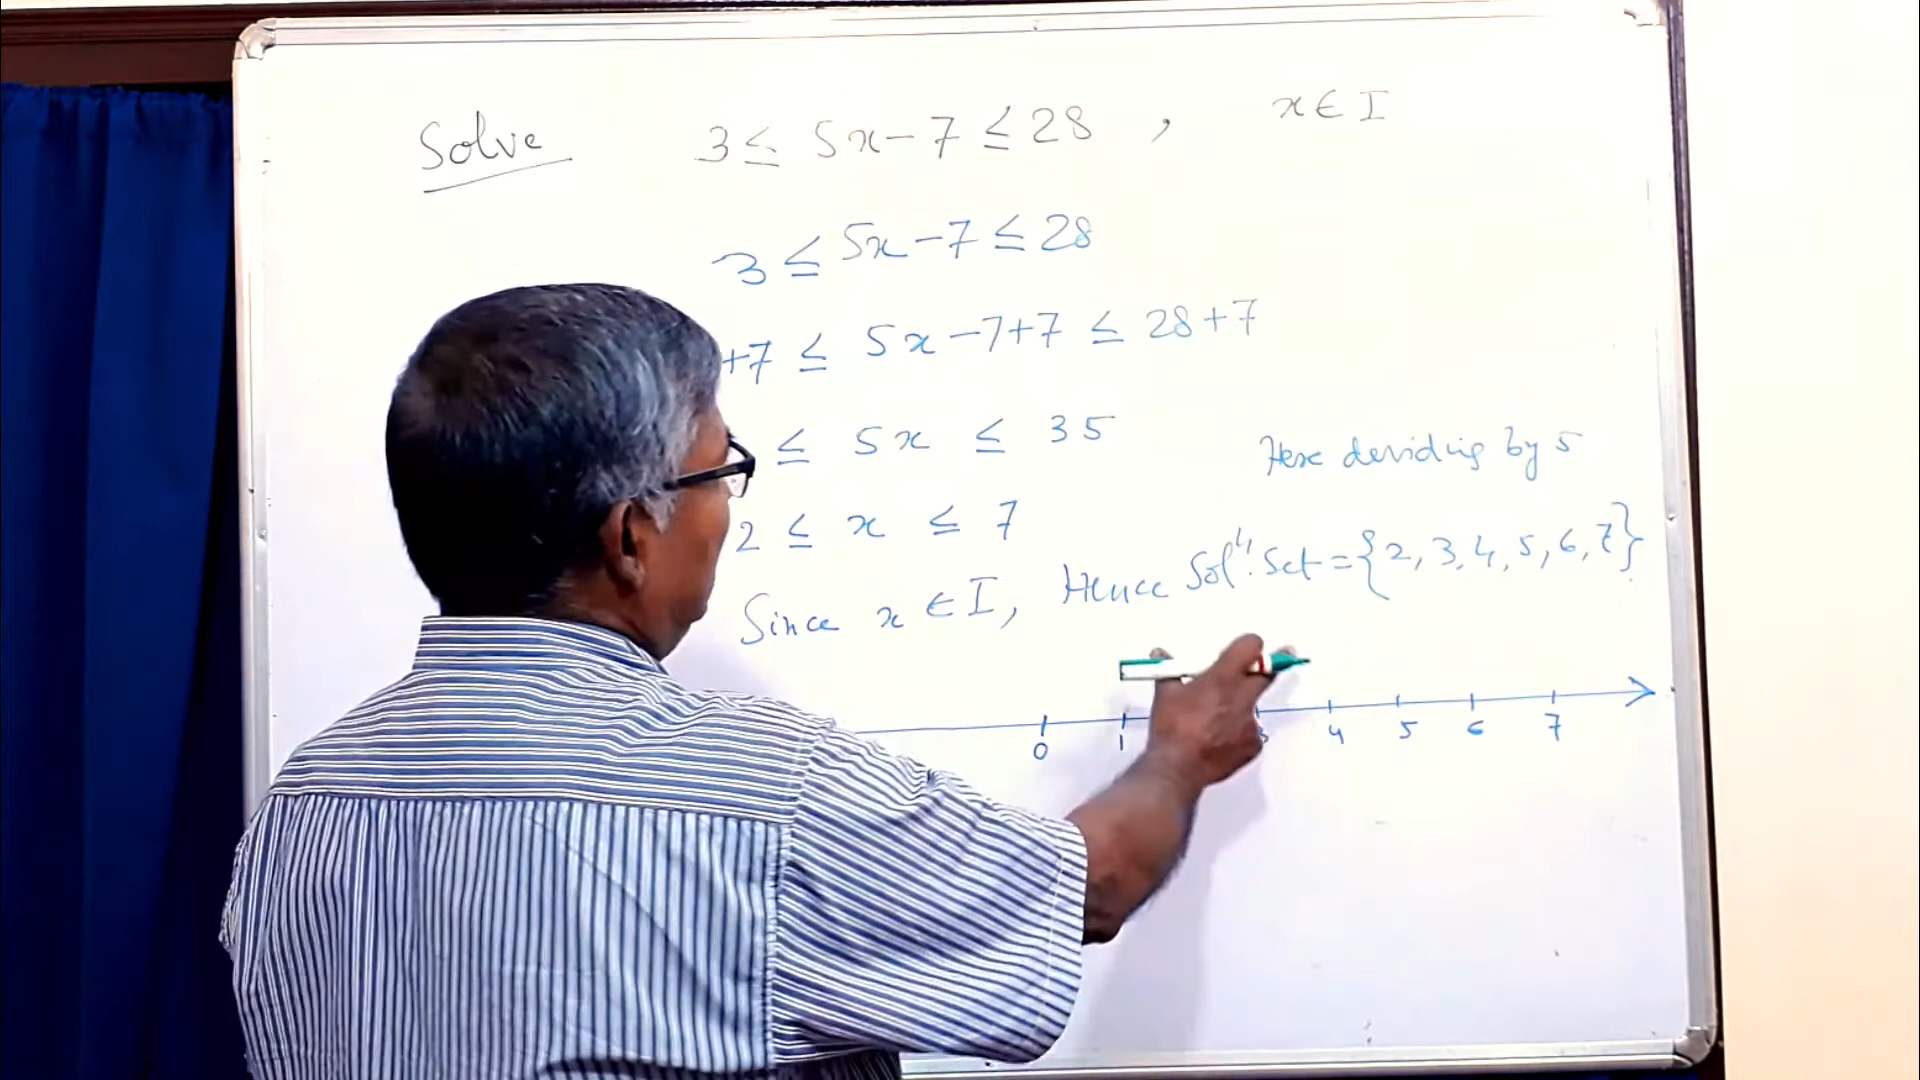 Solve 3 ≤ 5x-7 ≤ 28 , x∈I
3 ≤ 5x-7 ≤ 28
+7 ≤ 5x-7+7 ≤ 28+7
≤ 5x ≤ 35 Here deviding by 5
2 ≤ x ≤ 7
Since x ∈ I, Hence Solⁿ. Set = {2, 3, 4, 5, 6, 7}
0 1 3 4 5 6 7